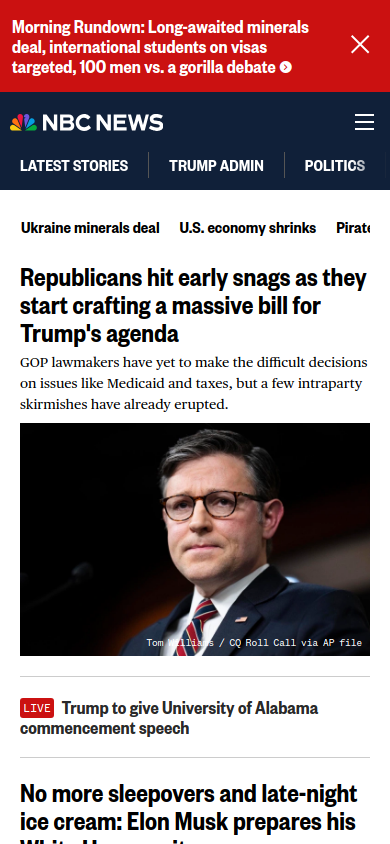 Morning Rundown: Long-awaited minerals
deal, international students on visas
targeted, 100 men vs. a gorilla debate
NBC NEWS
LATEST STORIES TRUMP ADMIN POLITICS
Ukraine minerals deal U.S. economy shrinks
Republicans hit early snags as they
start crafting a massive bill for
Trump's agenda
GOP lawmakers have yet to make the difficult decisions
on issues like Medicaid and taxes, but a few intraparty
skirmishes have already erupted.
Tom Williams / CQ Roll Call via AP file
LIVE Trump to give University of Alabama
commencement speech
No more sleepovers and late-night
ice cream: Elon Musk prepares his